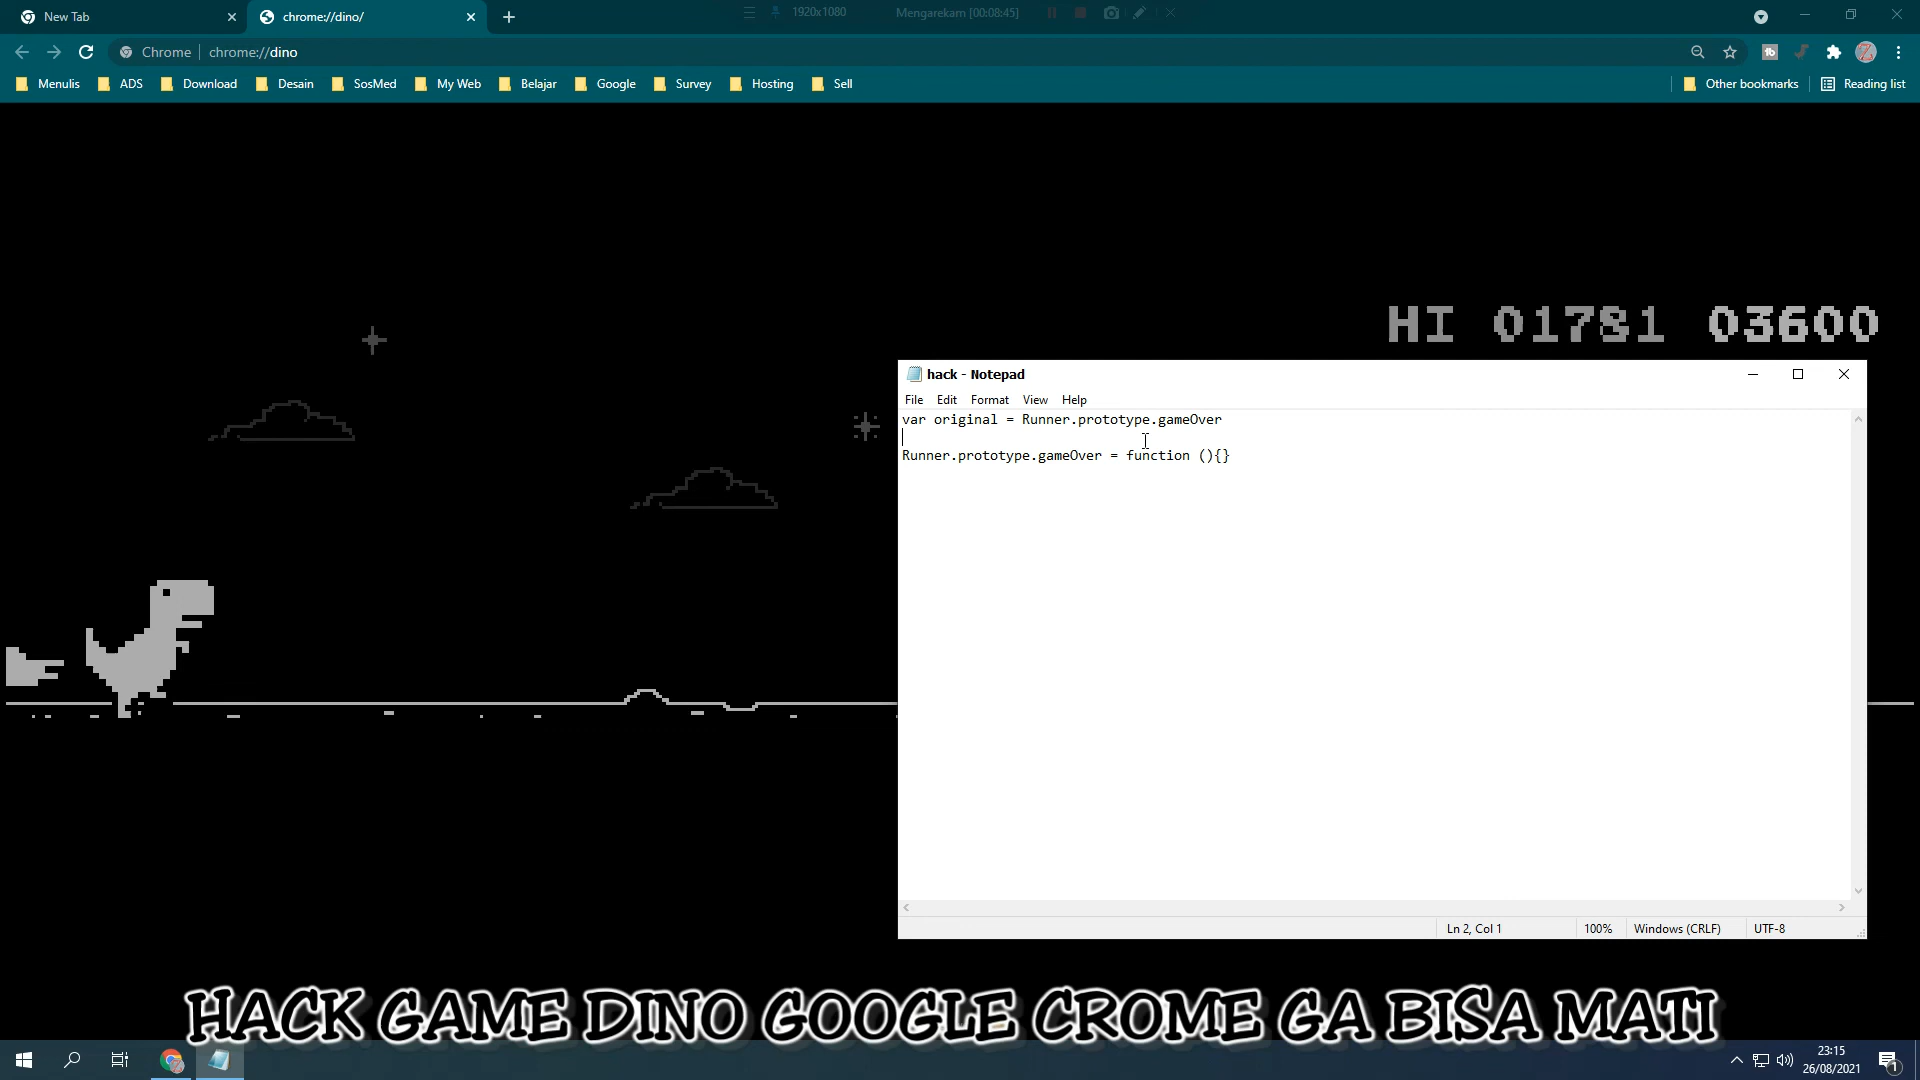 New Tab
chrome://dino/
1920x1080
Mengarekam [00:08:45]
Chrome
chrome://dino
Menulis
ADS
Download
Desain
SosMed
My Web
Belajar
Google
Survey
Hosting
Sell
Other bookmarks
Reading list
HI 01781 03600
hack - Notepad
File Edit Format View Help
var original = Runner.prototype.gameOver
Runner.prototype.gameOver = function (){}
Ln 2, Col 1
100%
Windows (CRLF)
UTF-8
HACK GAME DINO GOOGLE CROME GA BISA MATI
23:15
26/08/2021
1